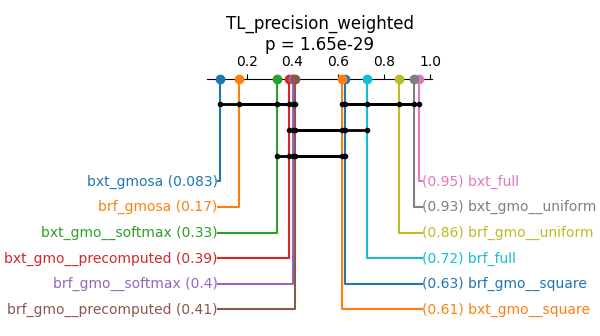 TL_precision_weighted
p = 1.65e-29
0.2 0.4 0.6 0.8 1.0
bxt_gmosa (0.083)
(0.95) bxt_full
brf_gmosa (0.17)
(0.93) bxt_gmo__uniform
bxt_gmo__softmax (0.33)
(0.86) brf_gmo__uniform
bxt_gmo__precomputed (0.39)
(0.72) brf_full
brf_gmo__softmax (0.4)
(0.63) brf_gmo__square
brf_gmo__precomputed (0.41)
(0.61) bxt_gmo__square